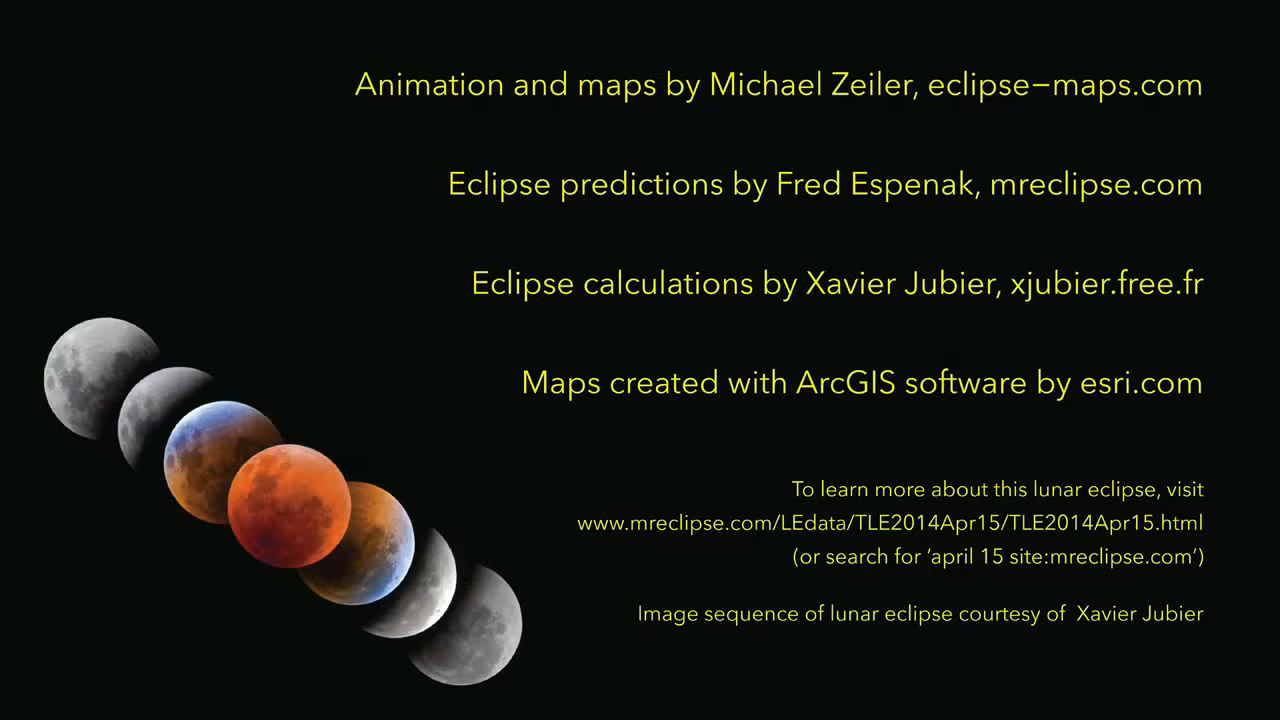 Animation and maps by Michael Zeiler, eclipse−maps.com
Eclipse predictions by Fred Espenak, mreclipse.com
Eclipse calculations by Xavier Jubier, xjubier.free.fr
Maps created with ArcGIS software by esri.com
To learn more about this lunar eclipse, visit
www.mreclipse.com/LEdata/TLE2014Apr15/TLE2014Apr15.html
(or search for ‘april 15 site:mreclipse.com’)
Image sequence of lunar eclipse courtesy of  Xavier Jubier